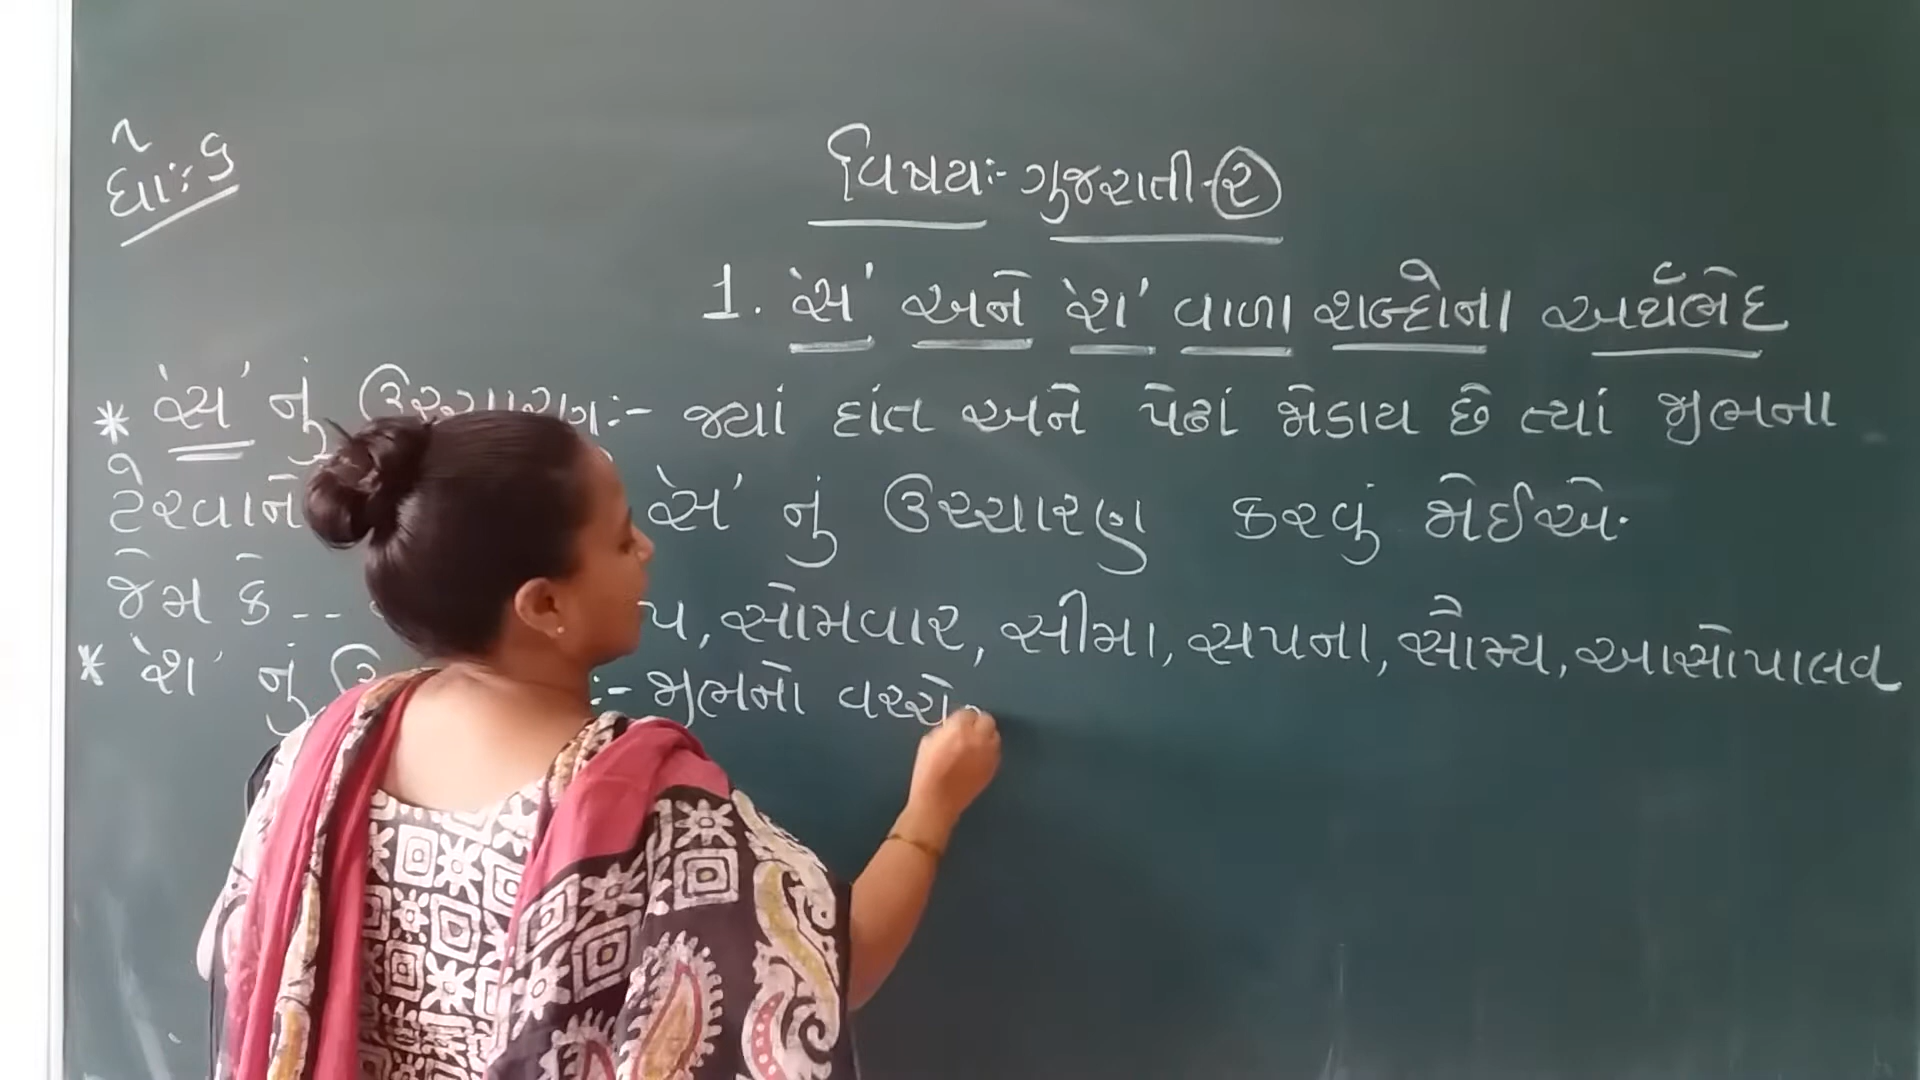 ધોઃ-૬
વિષયઃ- ગુજરાતી-૨
1. 'સ' અને 'શ' વાળા શબ્દોના અર્થભેદ
* 'સ' નું ઉચ્ચારણઃ- જ્યાં દાંત અને પેઢાં જોડાય છે ત્યાં જીભના
ટેરવાને 'સ' નું ઉચ્ચારણ કરવું જોઈએ.
જેમ કે -- પ, સોમવાર, સીમા, સપના, સૌમ્ય, આસોપાલવ
* 'શ' નું ઉ :- જીભનો વચ્ચે